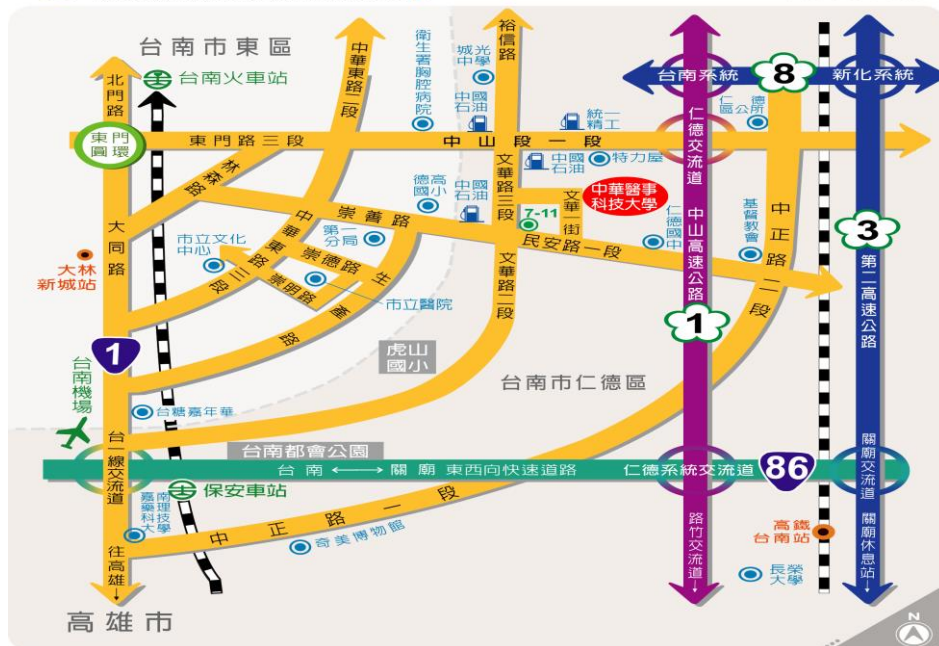 台南市東區
北門路
台南火車站
中華東路二段
衛生署胸腔病院
城光中學
中國石油
裕信路
統一精工
台南系統
8
新化系統
仁德區公所
東門圓環
東門路三段
中山路一段
仁德交流道
林森路
德高國小
中國石油
文華路三段
中國石油
特力屋
中華醫事科技大學
7-11
文華一街
大同路
崇善路
第一分局
民安路一段
仁德國中
中山高速公路
基督教會
中正路二段
3
第二高速公路
大林新城站
市立文化中心
中華東路三段
崇德路
崇明路
市立醫院
生產路
文華路二段
1
1
虎山國小
台南市仁德區
台南機場
台糖嘉年華
台一線交流道
台南都會公園
台南 ←→ 關廟 東西向快速道路
仁德系統交流道
86
關廟交流道
保安車站
嘉南藥理科技大學
中正路一段
奇美博物館
往高雄↓
路竹交流道↓
高鐵台南站
關廟休息站↓
長榮大學
高雄市
N